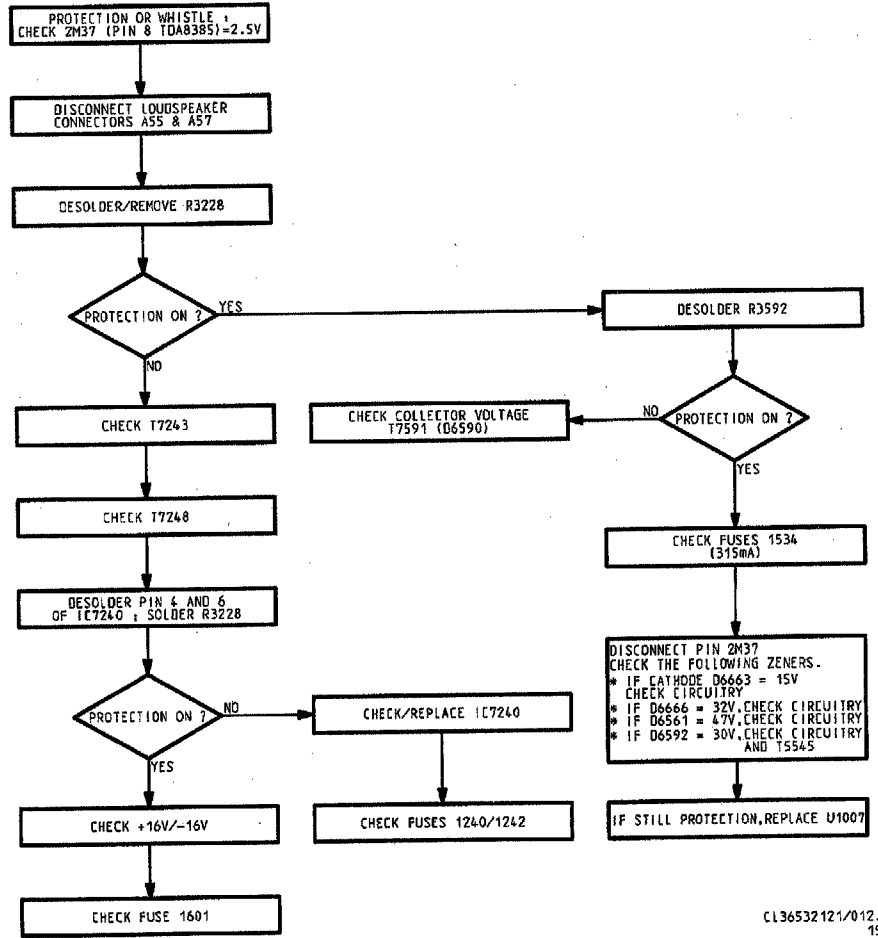 PROTECTION OR WHISTLE ;
CHECK 2M37 (PIN 8 TDA8385)=2.5V
DISCONNECT LOUDSPEAKER
CONNECTORS A55 & A57
DESOLDER/REMOVE R3228
PROTECTION ON ?
YES
NO
DESOLDER R3592
CHECK T7243
CHECK COLLECTOR VOLTAGE
T7591 (D6590)
NO
PROTECTION ON ?
YES
CHECK T7248
CHECK FUSES 1534
(315mA)
DESOLDER PIN 4 AND 6
OF IC7240 ; SOLDER R3228
DISCONNECT PIN 2M37
CHECK THE FOLLOWING ZENERS.
* IF CATHODE D6663 = 15V
CHECK CIRCUITRY
* IF D6666 = 32V,CHECK CIRCUITRY
* IF D6561 = 47V,CHECK CIRCUITRY
* IF D6592 = 30V,CHECK CIRCUITRY
AND T5545
PROTECTION ON ?
NO
YES
CHECK/REPLACE IC7240
CHECK +16V/-16V
CHECK FUSES 1240/1242
IF STILL PROTECTION,REPLACE U1007
CHECK FUSE 1601
CL36532121/012.
15